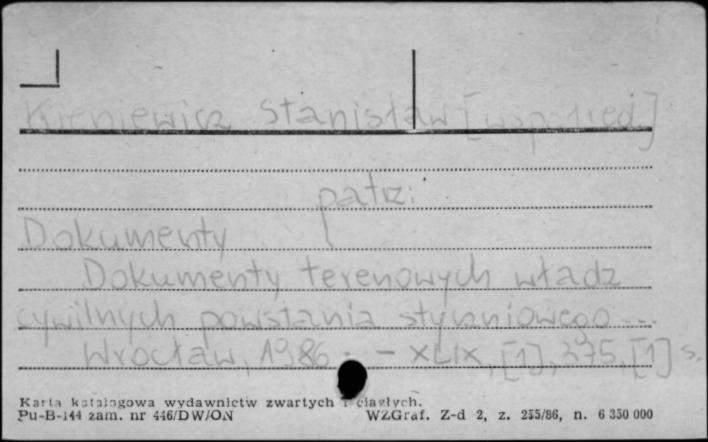 Kieniewicz Stanisław [współred.]
patrz:
Dokumenty
Dokumenty terenowych władz
cywilnych powstania styczniowego...
Wrocław, 1986. - XLIX, [1], 375, [1] s.
Karta katalogowa wydawnictw zwartych i ciągłych.
Pu-B-144 zam. nr 446/DW/ON WZGraf. Z-d 2, z. 255/86, n. 6 350 000